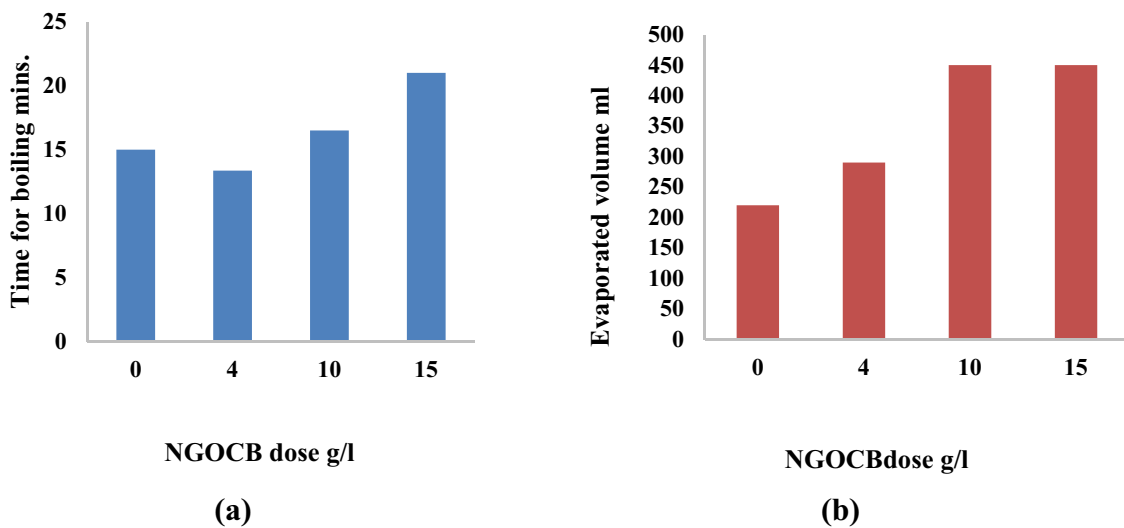 Time for boiling mins.
25
20
15
10
5
0
0 4 10 15
NGOCB dose g/l
(a)
Evaporated volume ml
500
450
400
350
300
250
200
150
100
50
0
0 4 10 15
NGOCBdose g/l
(b)